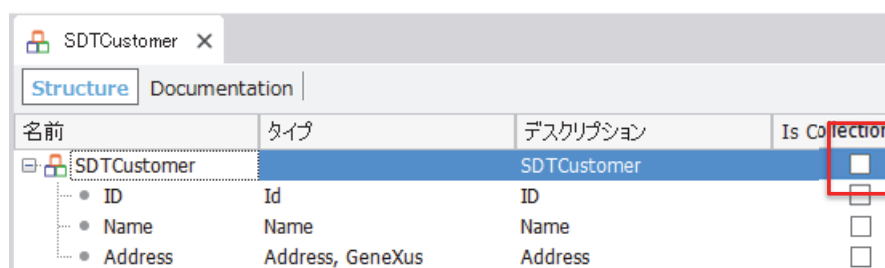 SDTCustomer
Structure Documentation
名前 タイプ デスクリプション Is Collection
SDTCustomer SDTCustomer
ID Id ID
Name Name Name
Address Address, GeneXus Address